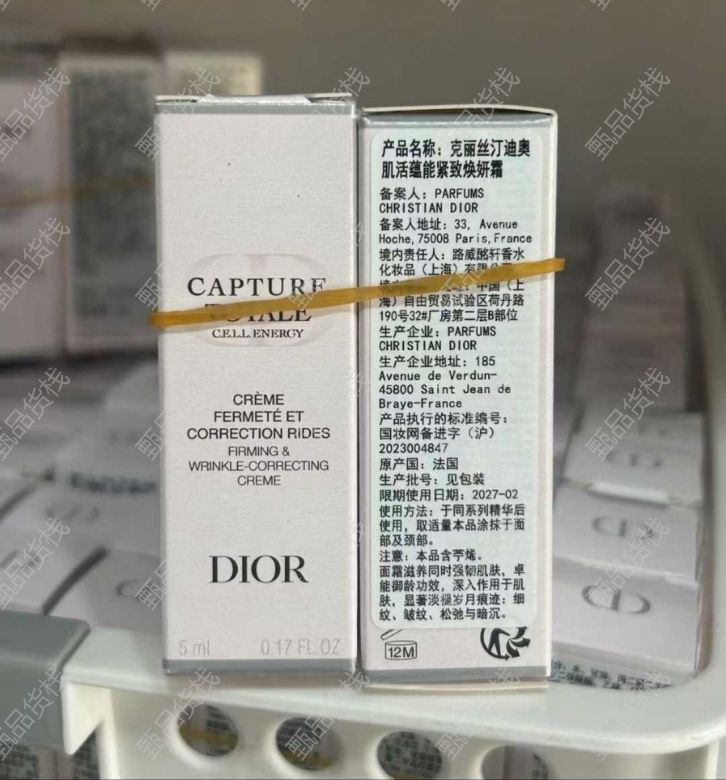 CAPTURE
TOTALE
C.E.L.L. ENERGY
CRÈME
FERMETÉ ET
CORRECTION RIDES
FIRMING &
WRINKLE-CORRECTING
CREME
DIOR
5 ml 0.17 FL.OZ
产品名称：克丽丝汀迪奥
肌活蕴能紧致焕妍霜
备案人：PARFUMS
CHRISTIAN DIOR
备案人地址：33, Avenue
Hoche,75008 Paris,France
境内责任人：路威酩轩香水
化妆品（上海）有限公司
中国（上
海）自由贸易试验区荷丹路
190号32#厂房第二层B部位
生产企业：PARFUMS
CHRISTIAN DIOR
生产企业地址：185
Avenue de Verdun-
45800 Saint Jean de
Braye-France
产品执行的标准编号：
国妆网备进字（沪）
2023004847
原产国：法国
生产批号：见包装
限期使用日期：2027-02
使用方法：于同系列精华后
使用，取适量本品涂抹于面
部及颈部。
注意：本品含苧烯。
面霜滋养同时强韧肌肤，卓
能御龄功效，深入作用于肌
肤，显著淡褪岁月痕迹：细
纹、皱纹、松弛与暗沉。
12M
甄品货栈